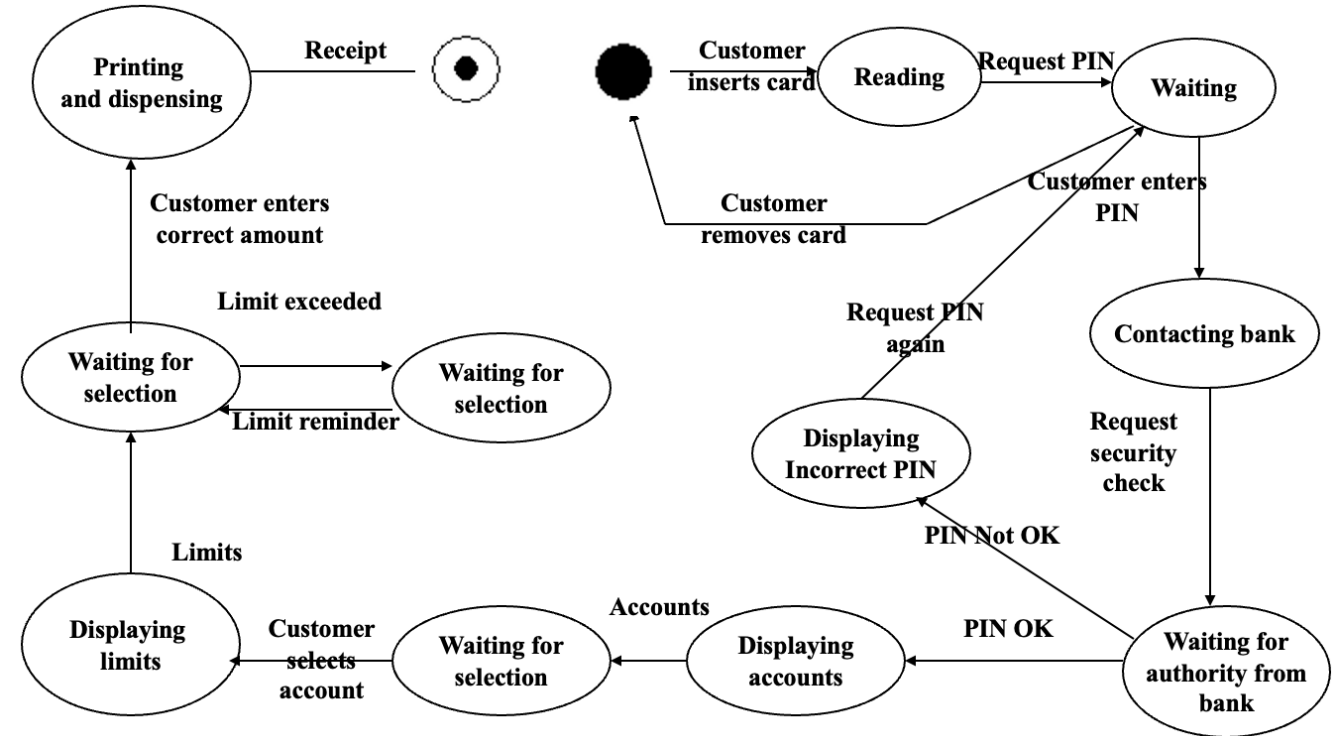 Printing
and dispensing
Receipt
Customer
inserts card
Reading
Request PIN
Waiting
Customer enters
correct amount
Customer
removes card
Customer enters
PIN
Limit exceeded
Request PIN
again
Contacting bank
Waiting for
selection
Waiting for
selection
Limit reminder
Displaying
Incorrect PIN
Request
security
check
PIN Not OK
Limits
Displaying
limits
Customer
selects
account
Waiting for
selection
Accounts
Displaying
accounts
PIN OK
Waiting for
authority from
bank